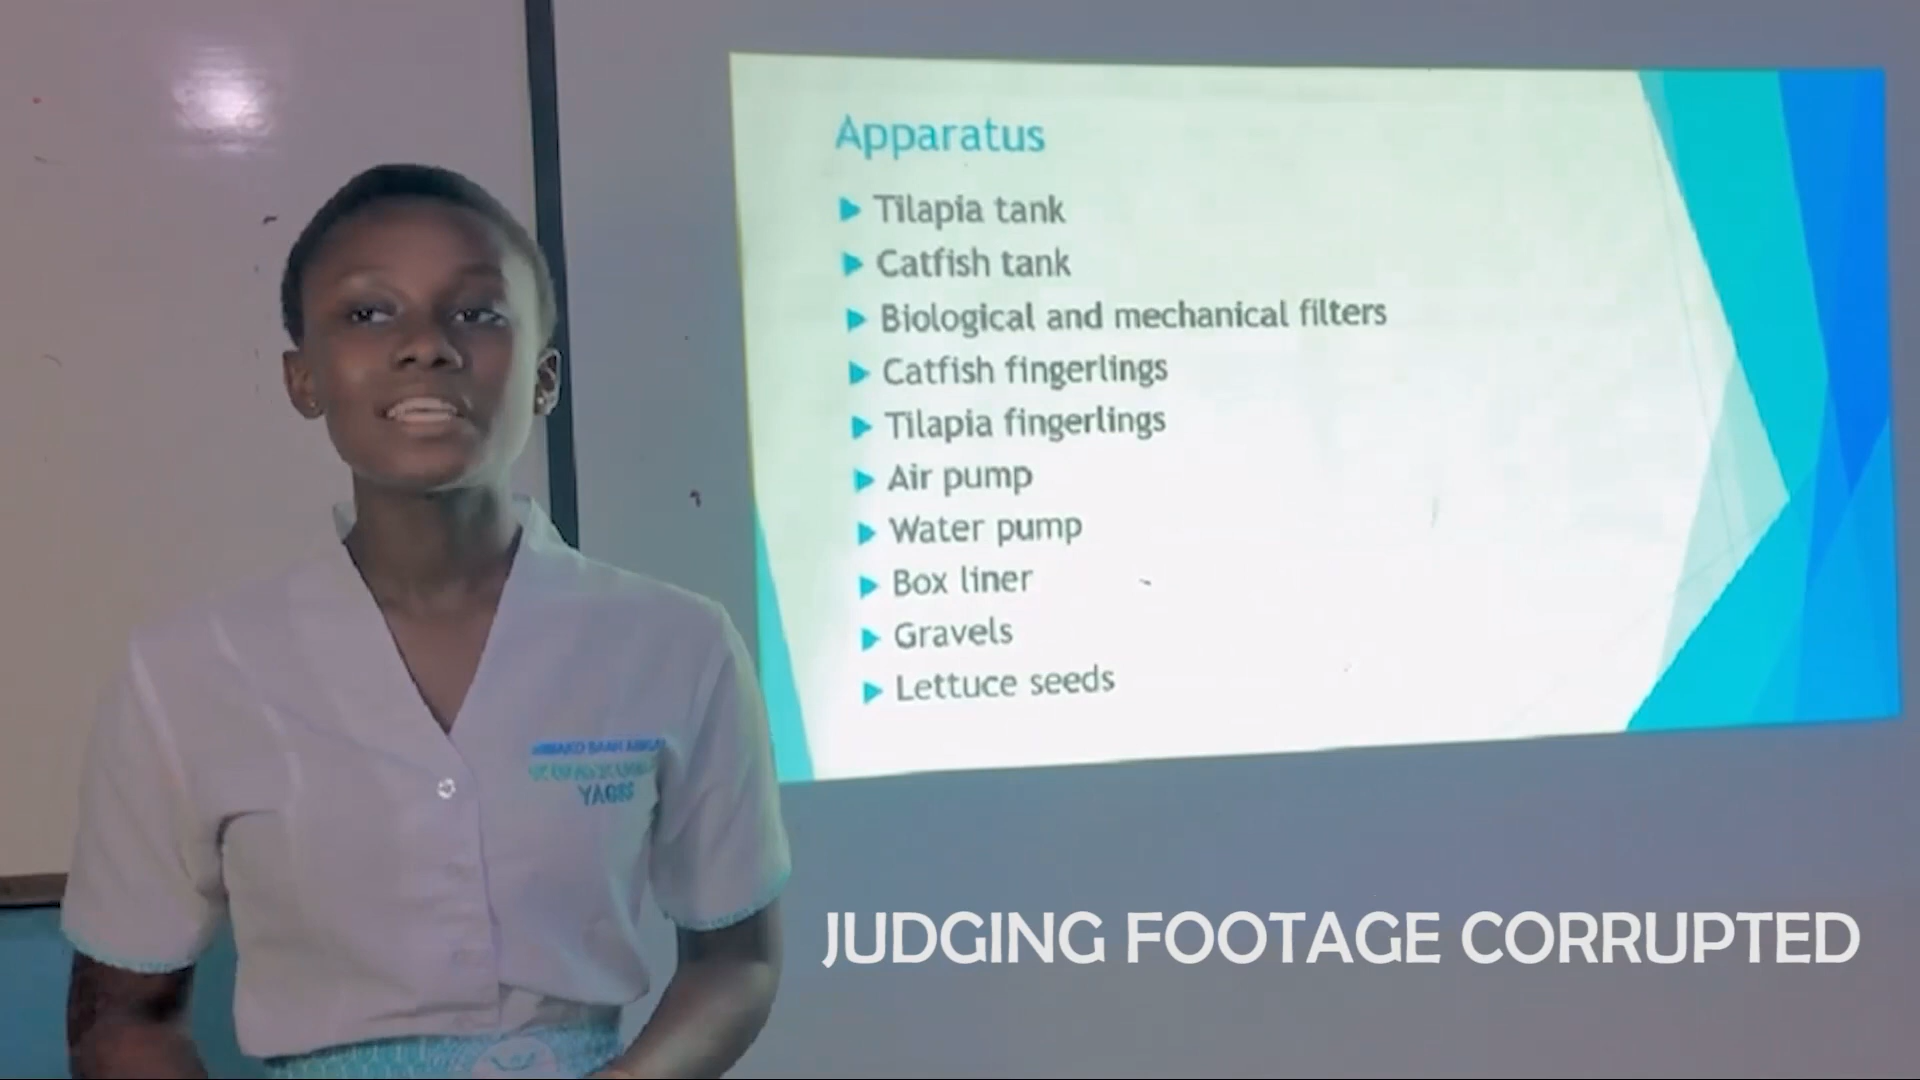 Apparatus
Tilapia tank
Catfish tank
Biological and mechanical filters
Catfish fingerlings
Tilapia fingerlings
Air pump
Water pump
Box liner
Gravels
Lettuce seeds
YAGSS
JUDGING FOOTAGE CORRUPTED